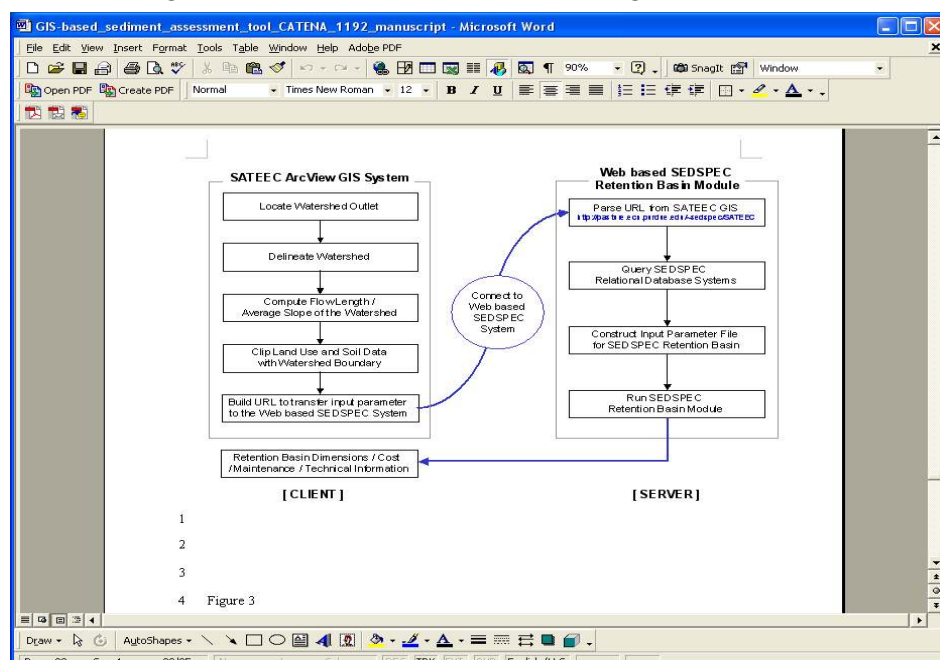 GIS-based_sediment_assessment_tool_CATENA_1192_manuscript - Microsoft Word
File Edit View Insert Format Tools Table Window Help Adobe PDF
90% SnagIt Window
Open PDF Create PDF Normal Times New Roman 12 B I U
SATEEC ArcView GIS System
Locate Watershed Outlet
Delineate Watershed
Compute FlowLength /
Average Slope of the Watershed
Clip Land Use and Soil Data
with Watershed Boundary
Build URL to transfer input parameter
to the Web based SEDSPEC System
Retention Basin Dimensions / Cost
/Maintenance / Technical Information
[ CLIENT ]
Connect to
Web based
SEDSPEC
System
Web based SEDSPEC
Retention Basin Module
Parse URL from SATEEC GIS
Query SEDSPEC
Relational Database Systems
Construct Input Parameter File
for SEDSPEC Retention Basin
Run SEDSPEC
Retention Basin Module
[ SERVER ]
1
2
3
4 Figure 3
Draw AutoShapes